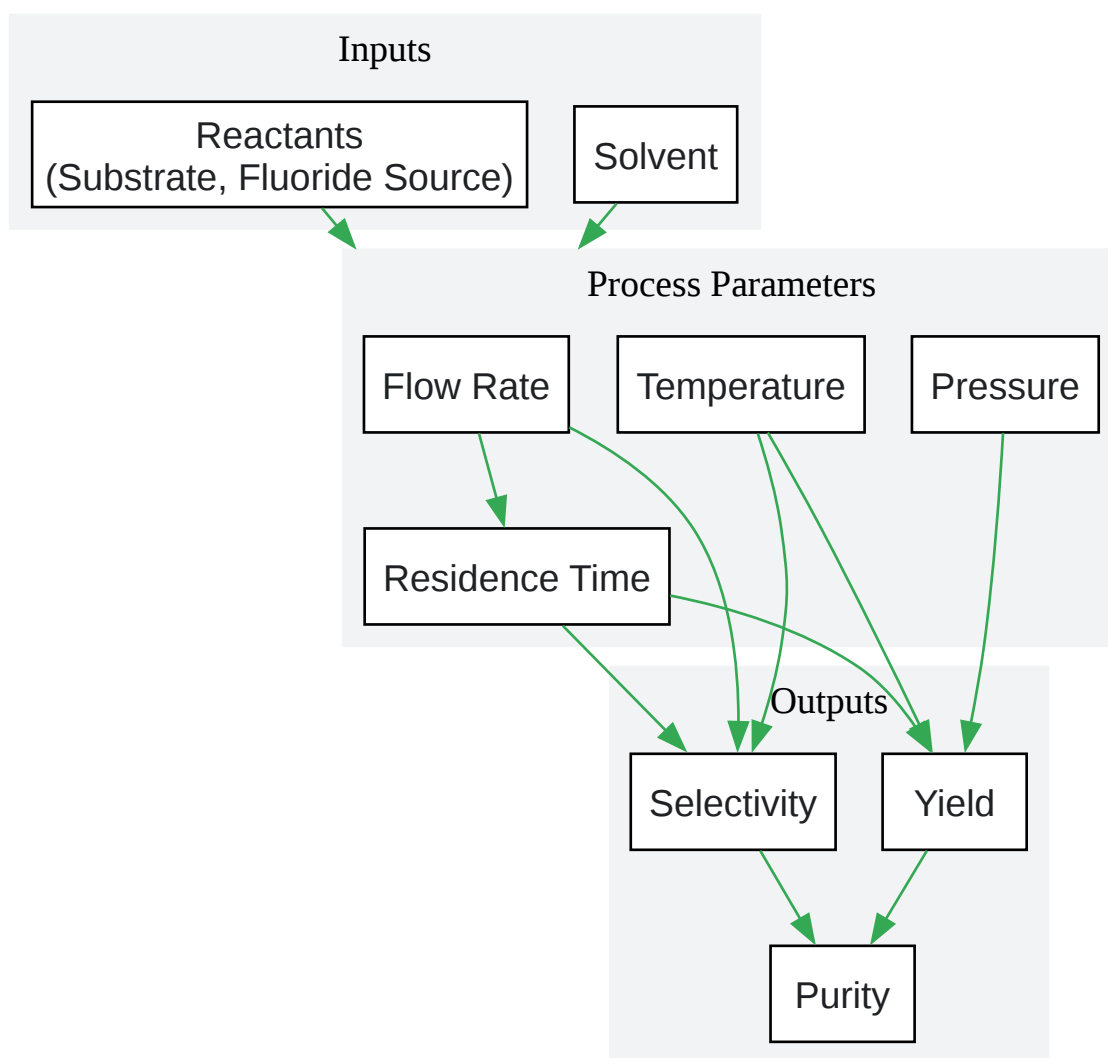 Inputs
Reactants
(Substrate, Fluoride Source)
Solvent
Process Parameters
Flow Rate
Temperature
Pressure
Residence Time
Outputs
Selectivity
Yield
Purity